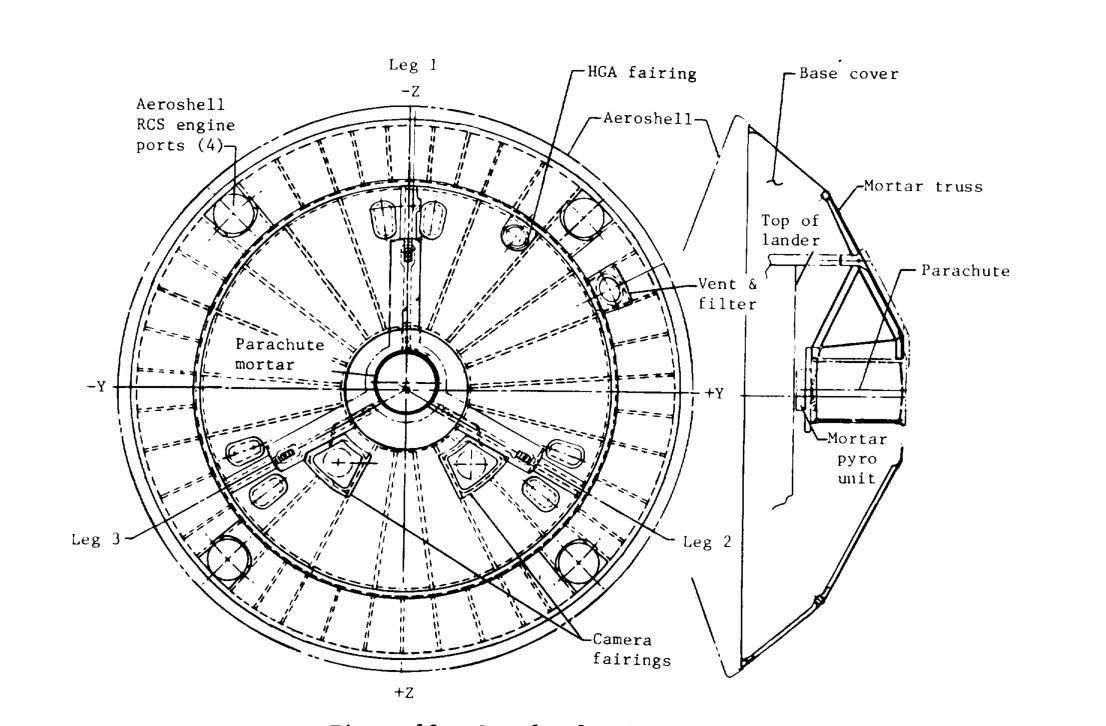 Leg 1
-Z
HGA fairing
Base cover
Aeroshell
RCS engine
ports (4)
Aeroshell
Mortar truss
Top of
lander
Parachute
Vent &
filter
Parachute
mortar
-Y
+Y
Mortar
pyro
unit
Leg 3
Leg 2
Camera
fairings
+Z